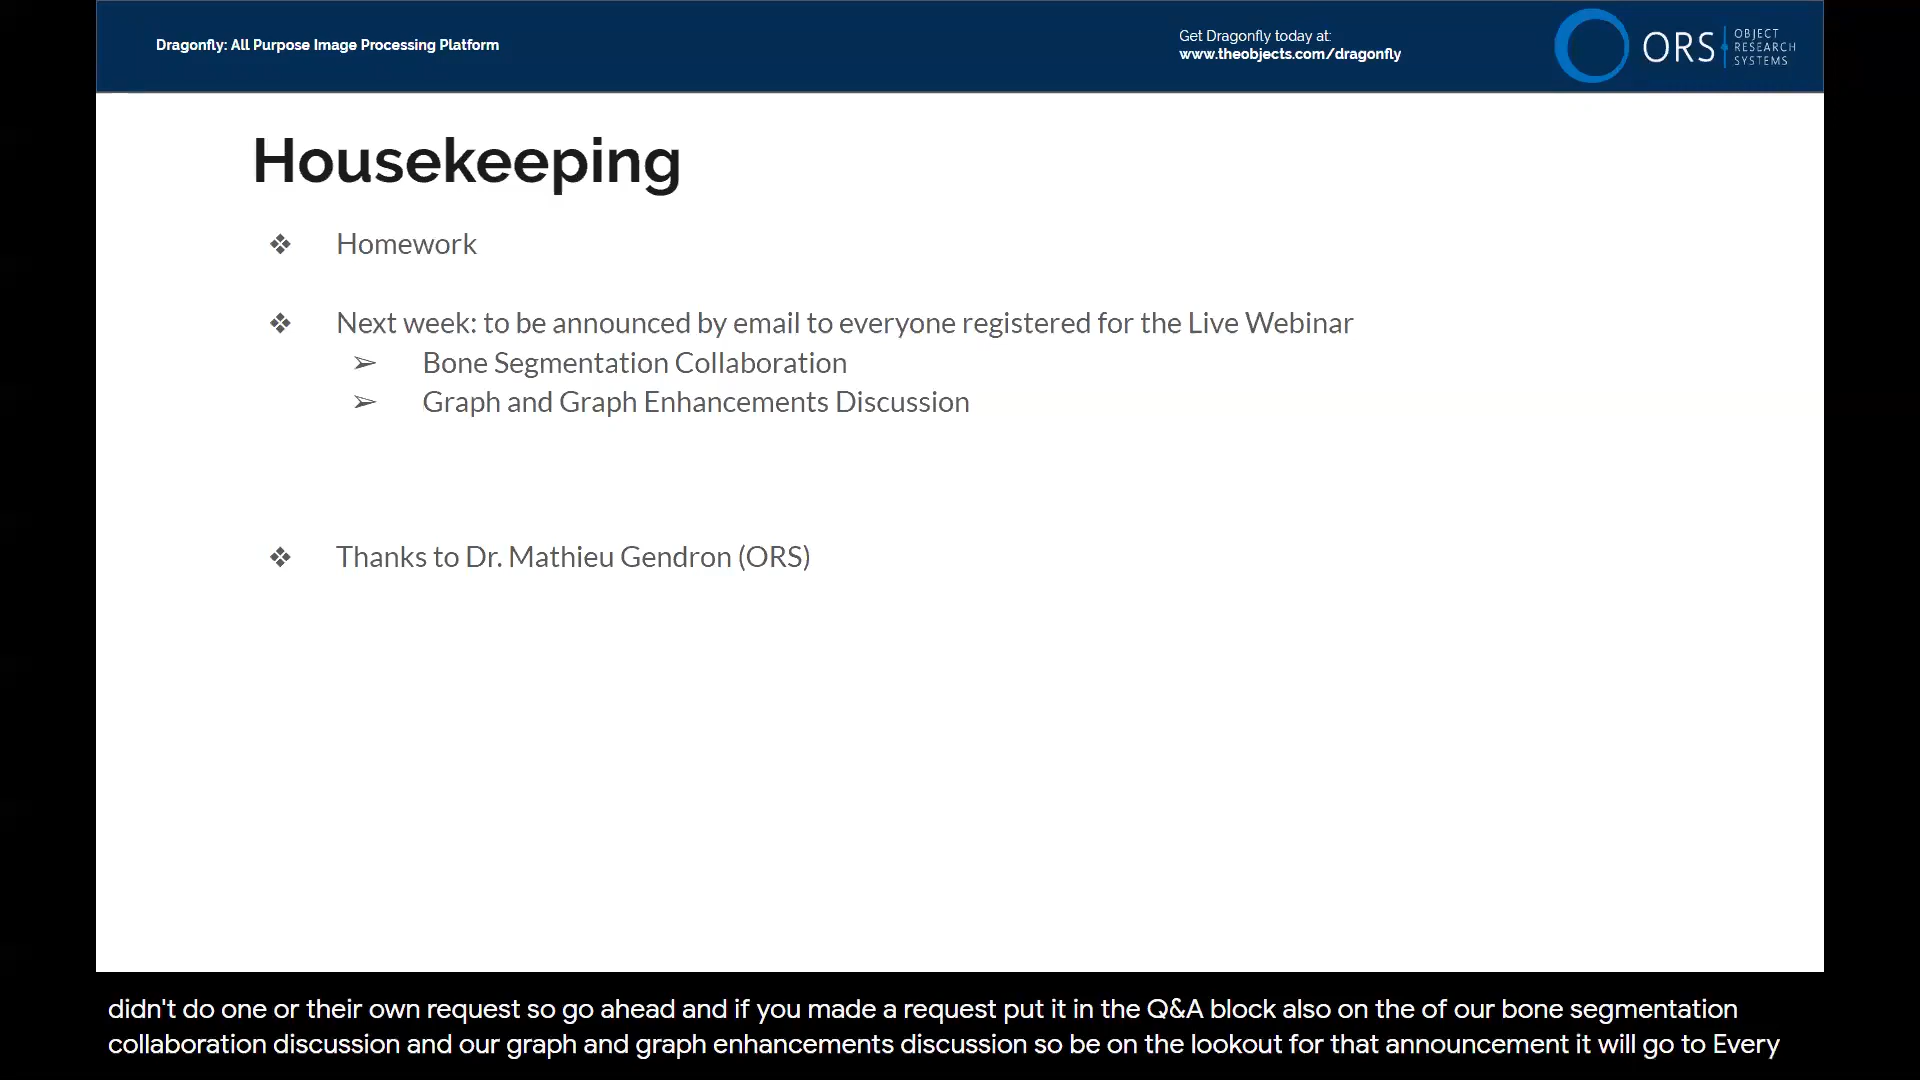 Dragonfly: All Purpose Image Processing Platform
Get Dragonfly today at:
www.theobjects.com/dragonfly
ORS
OBJECT
RESEARCH
SYSTEMS
Housekeeping
❖ Homework
❖ Next week: to be announced by email to everyone registered for the Live Webinar
➢ Bone Segmentation Collaboration
➢ Graph and Graph Enhancements Discussion
❖ Thanks to Dr. Mathieu Gendron (ORS)
didn't do one or their own request so go ahead and if you made a request put it in the Q&A block also on the of our bone segmentation
collaboration discussion and our graph and graph enhancements discussion so be on the lookout for that announcement it will go to Every